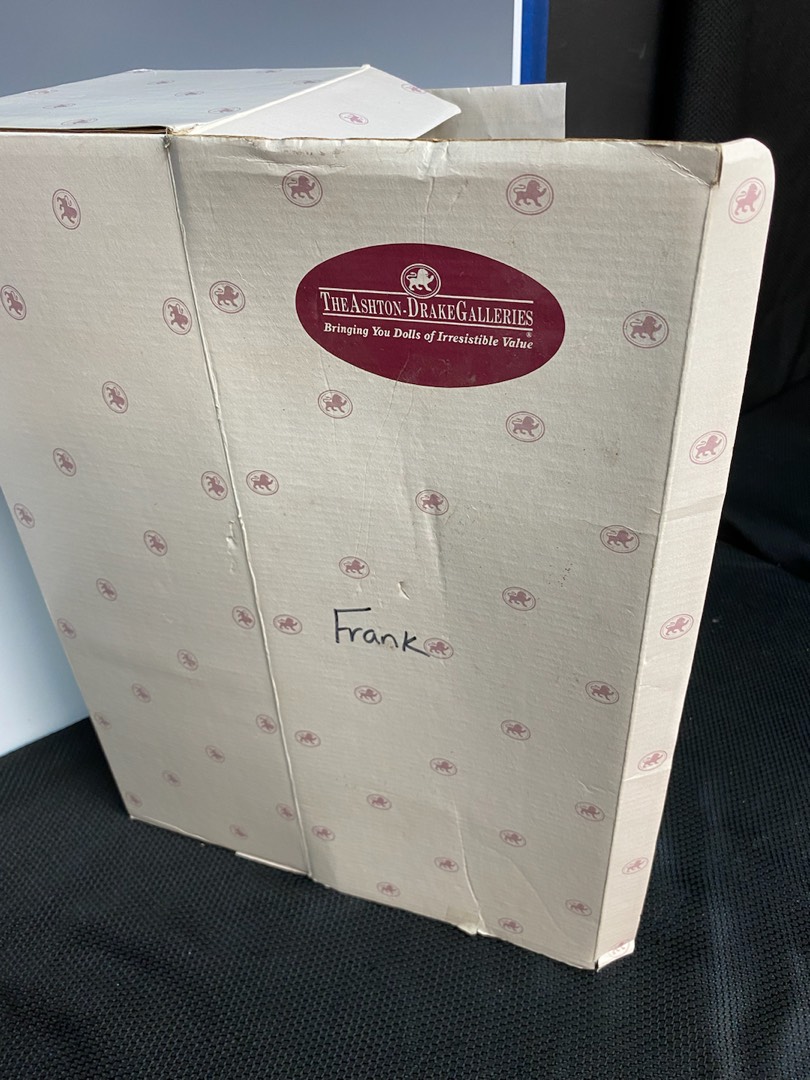 THE ASHTON-DRAKE GALLERIES®
Bringing You Dolls of Irresistible Value
Frank